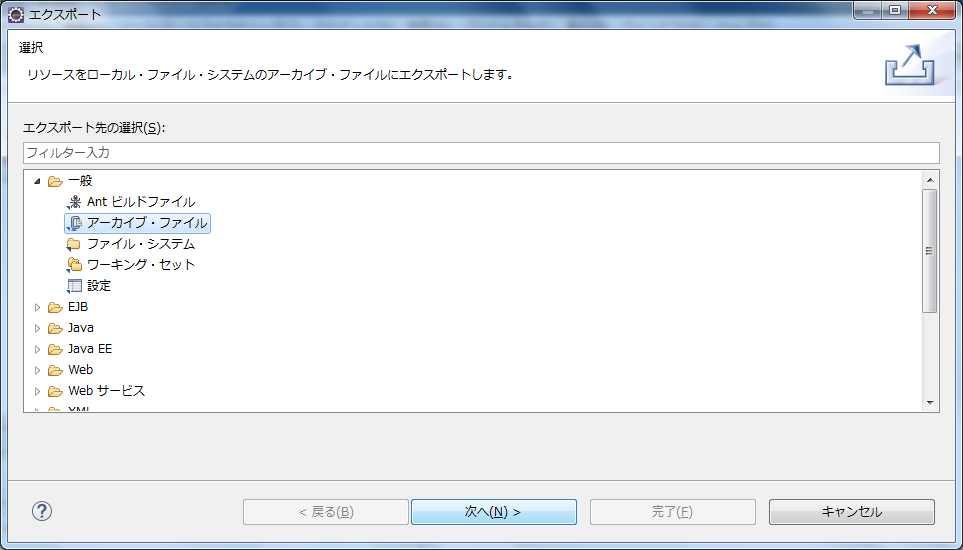 エクスポート
選択
リソースをローカル・ファイル・システムのアーカイブ・ファイルにエクスポートします。
エクスポート先の選択(S):
フィルター入力
一般
Ant ビルドファイル
アーカイブ・ファイル
ファイル・システム
ワーキング・セット
設定
EJB
Java
Java EE
Web
Web サービス
XML
< 戻る(B)
次へ(N) >
完了(F)
キャンセル